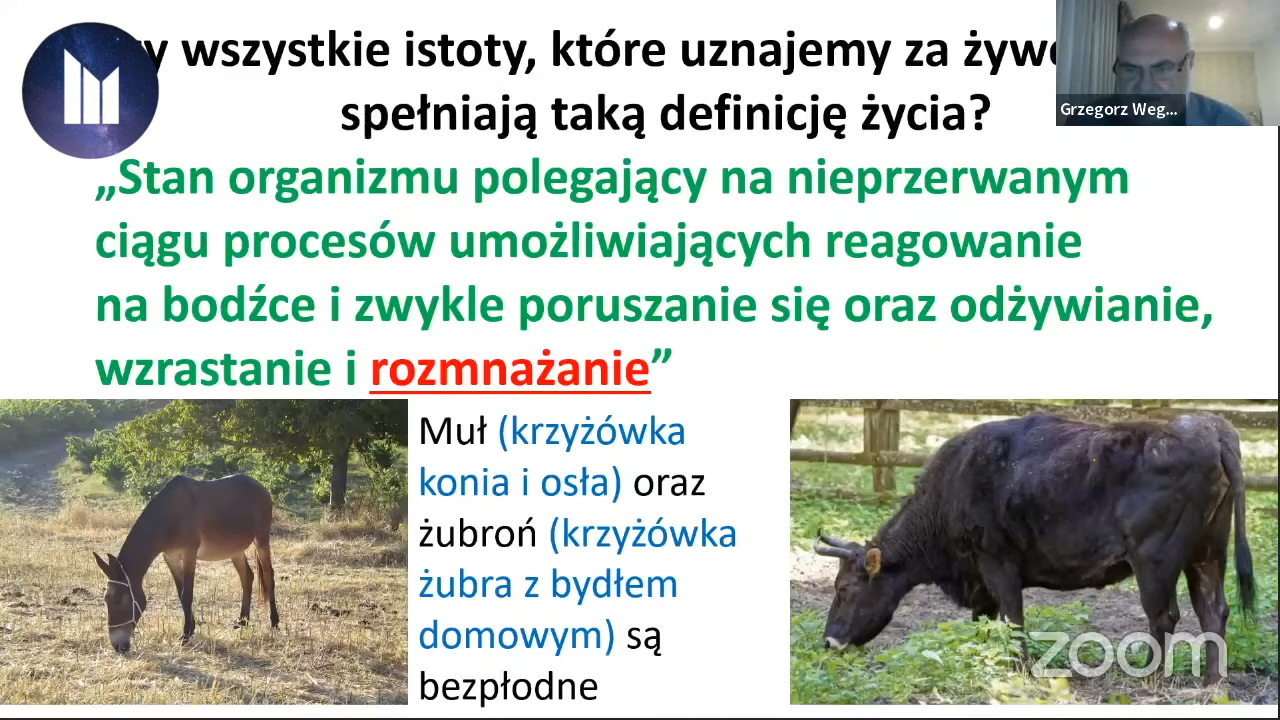 wszystkie istoty, które uznajemy za
spełniają taką definicję życia?
Grzegorz Weg...
„Stan organizmu polegający na nieprzerwanym
ciągu procesów umożliwiających reagowanie
na bodźce i zwykle poruszanie się oraz odżywianie,
wzrastanie i rozmnażanie”
Muł (krzyżówka
konia i osła) oraz
żubroń (krzyżówka
żubra z bydłem
domowym) są
bezpłodne
zoom